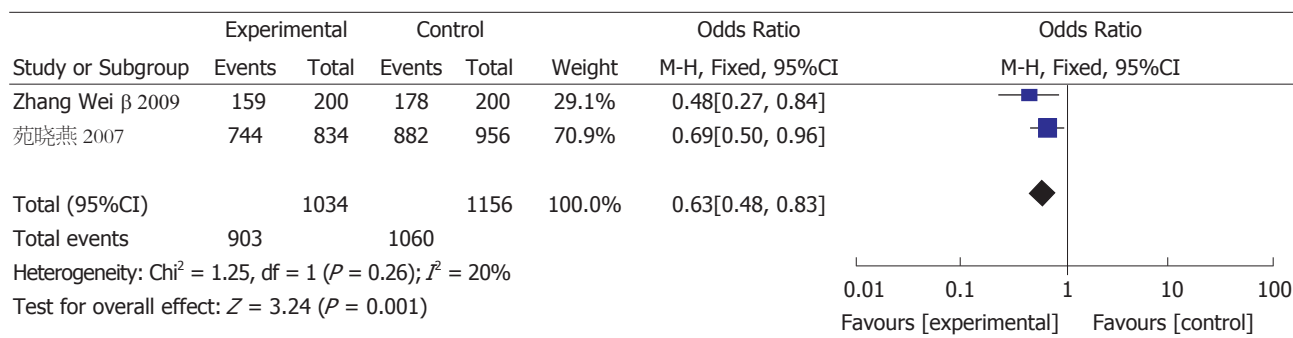 Experimental Control Odds Ratio Odds Ratio
Study or Subgroup Events Total Events Total Weight M-H, Fixed, 95%CI M-H, Fixed, 95%CI
Zhang Wei β 2009 159 200 178 200 29.1% 0.48[0.27, 0.84]
苑晓燕 2007 744 834 882 956 70.9% 0.69[0.50, 0.96]
Total (95%CI) 1034 1156 100.0% 0.63[0.48, 0.83]
Total events 903 1060
Heterogeneity: Chi² = 1.25, df = 1 (P = 0.26); I² = 20%
Test for overall effect: Z = 3.24 (P = 0.001)
0.01 0.1 1 10 100
Favours [experimental] Favours [control]